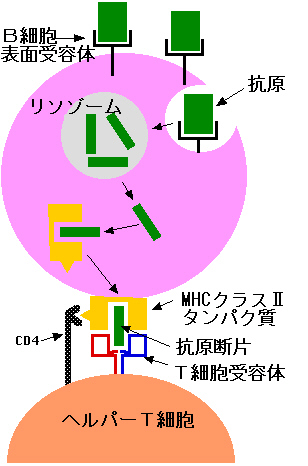 B細胞
表面受容体
抗原
リソゾーム
MHCクラスⅡ
タンパク質
CD4
抗原断片
T細胞受容体
ヘルパーT細胞